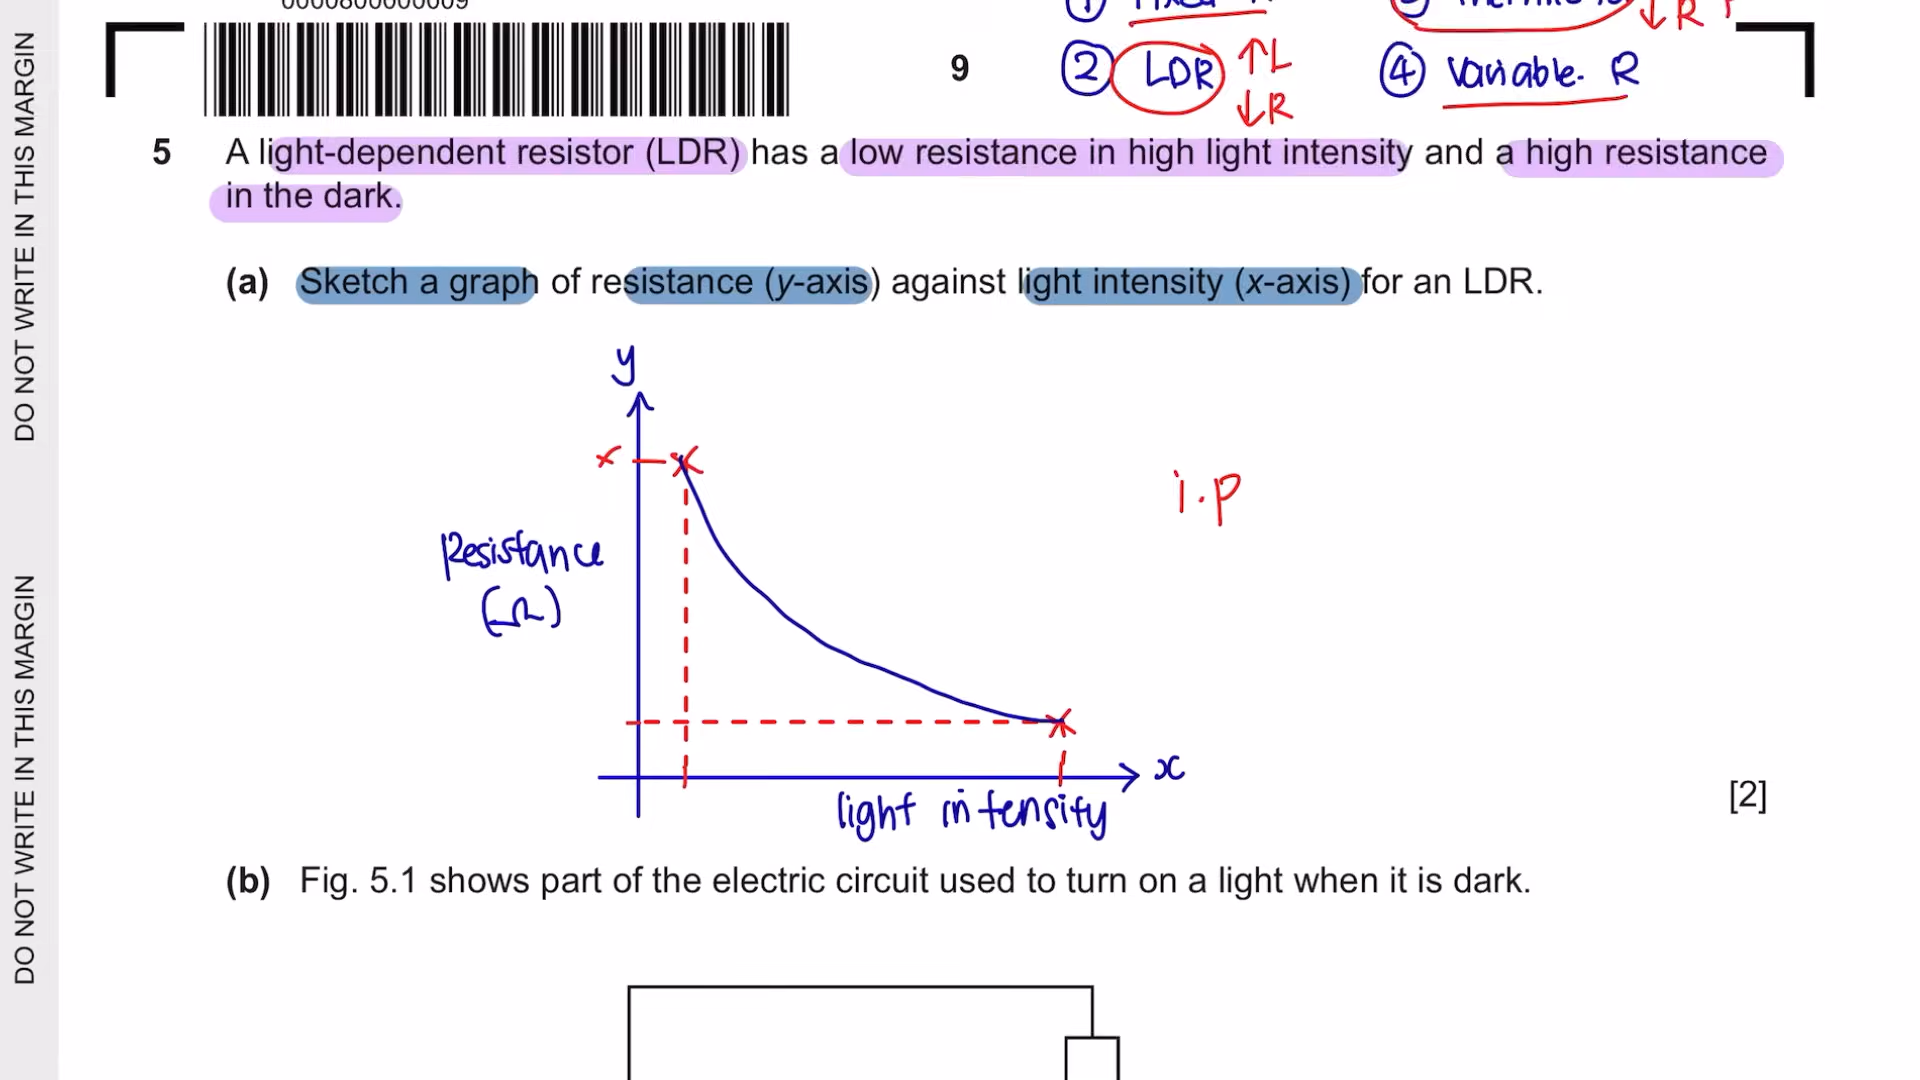 DO NOT WRITE IN THIS MARGIN
DO NOT WRITE IN THIS MARGIN
9
② LDR ↑L
↓R
↓R
④ Variable. R
5 A light-dependent resistor (LDR) has a low resistance in high light intensity and a high resistance
in the dark.
(a) Sketch a graph of resistance (y-axis) against light intensity (x-axis) for an LDR.
y
Resistance
(Ω)
i.p
x
light intensity
[2]
(b) Fig. 5.1 shows part of the electric circuit used to turn on a light when it is dark.